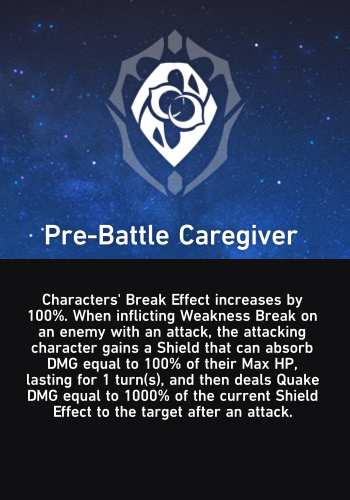 Pre-Battle Caregiver
Characters' Break Effect increases by
100%. When inflicting Weakness Break on
an enemy with an attack, the attacking
character gains a Shield that can absorb
DMG equal to 100% of their Max HP,
lasting for 1 turn(s), and then deals Quake
DMG equal to 1000% of the current Shield
Effect to the target after an attack.